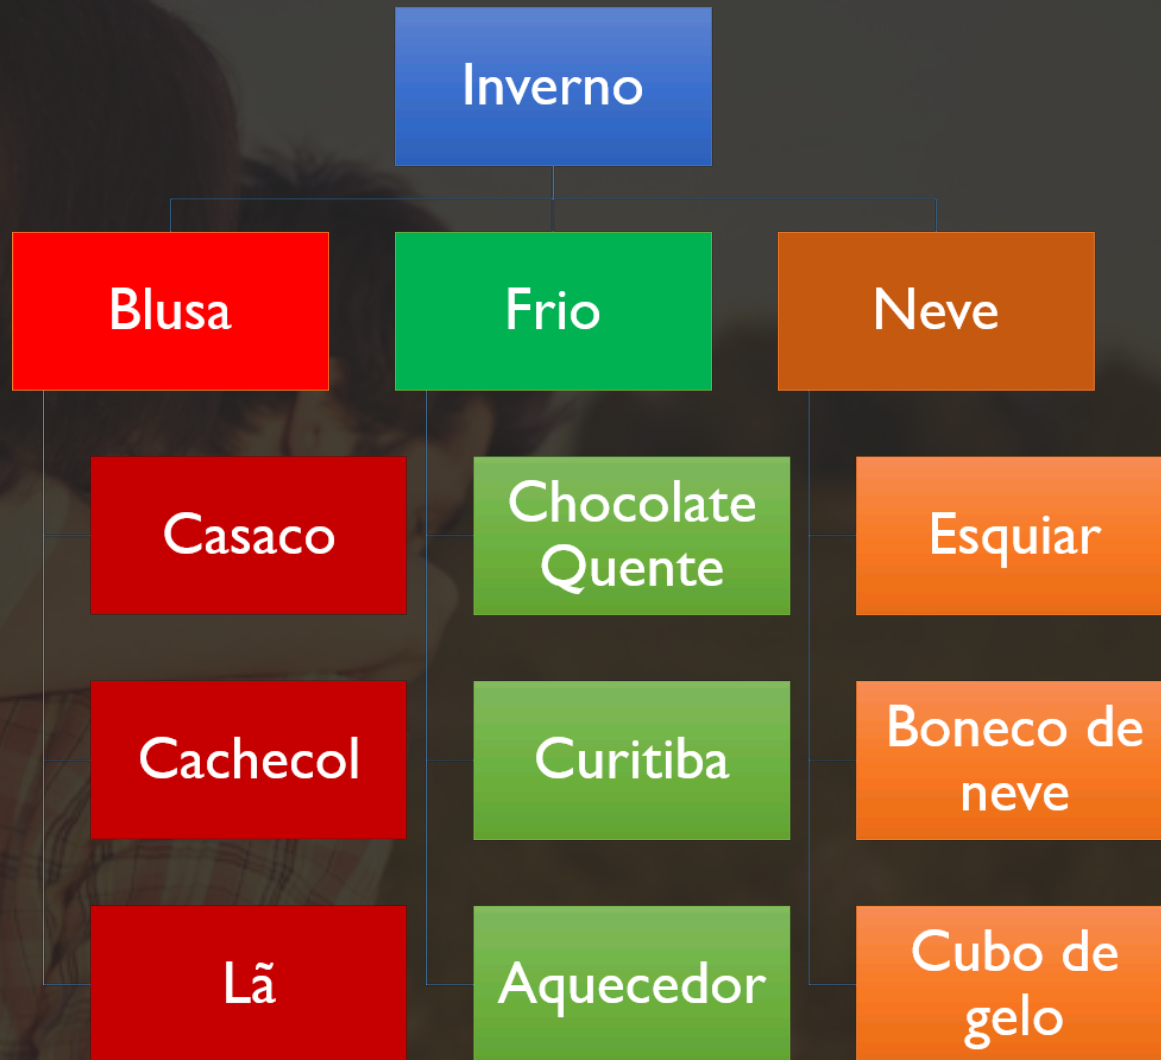 Inverno
Blusa
Frio
Neve
Casaco
Cachecol
Lã
Chocolate
Quente
Curitiba
Aquecedor
Esquiar
Boneco de
neve
Cubo de
gelo